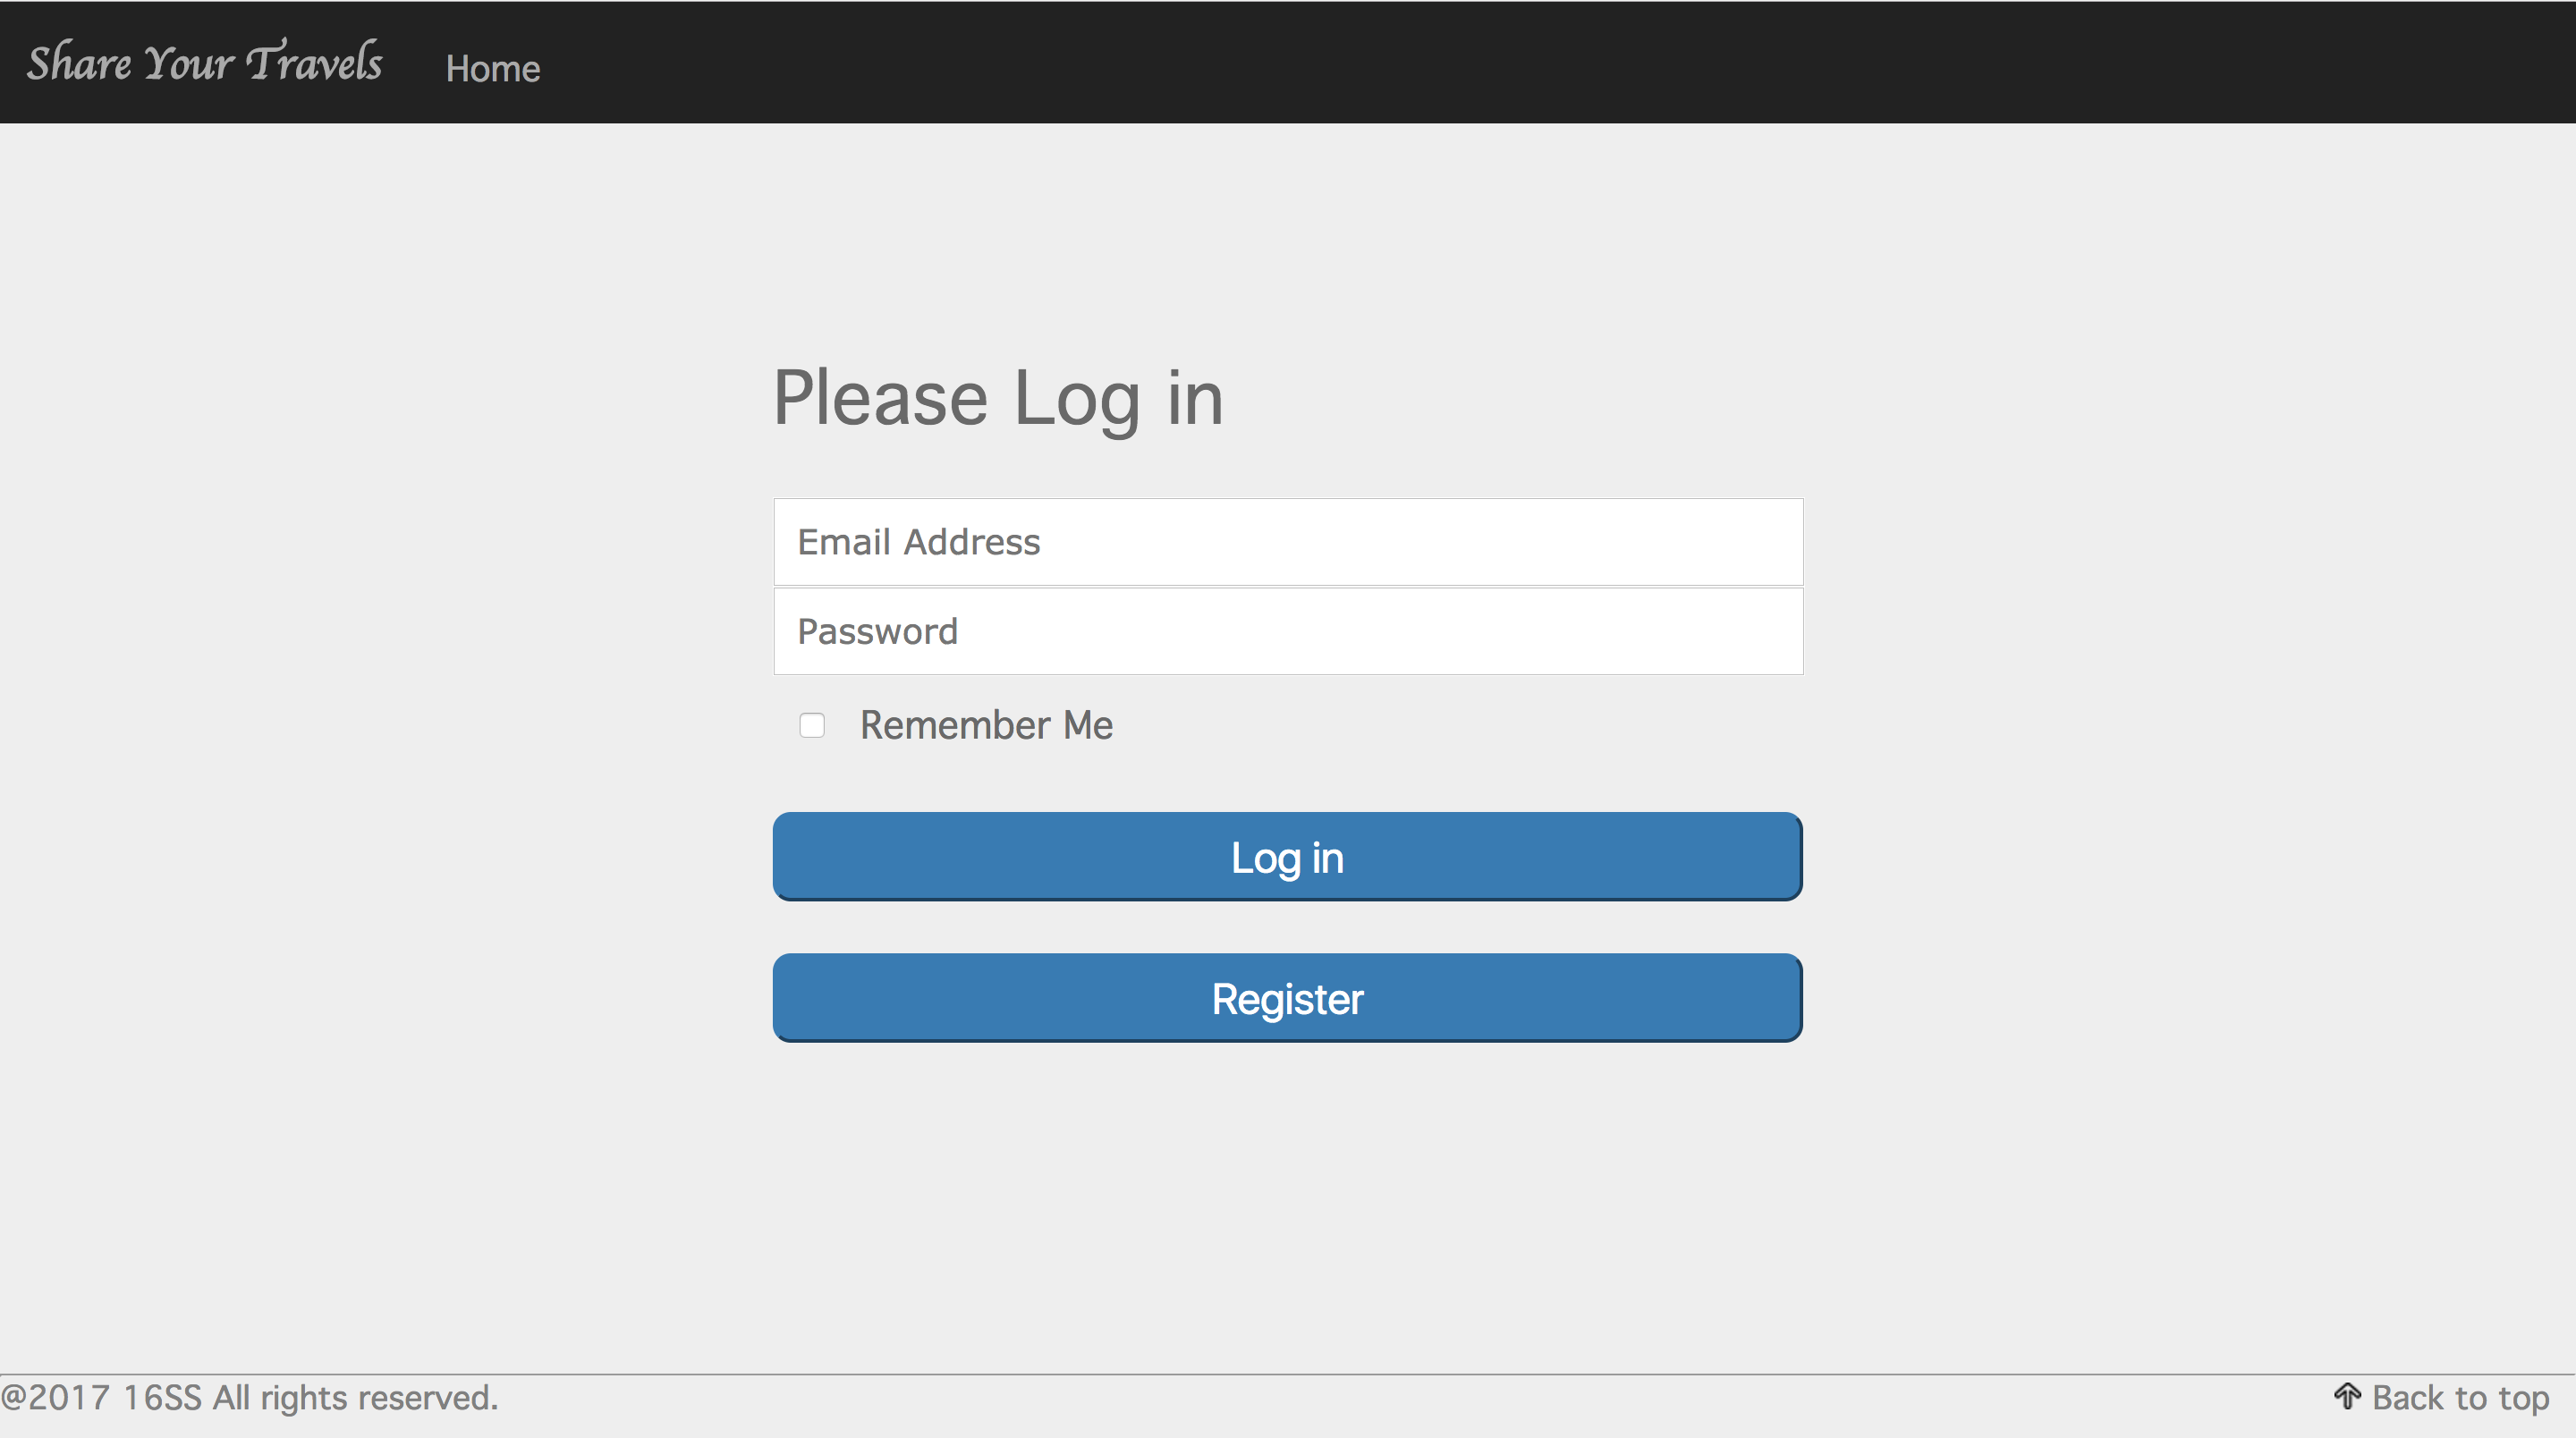 Share Your Travels Home
Please Log in
Email Address
Password
Remember Me
Log in
Register
@2017 16SS All rights reserved. Back to top